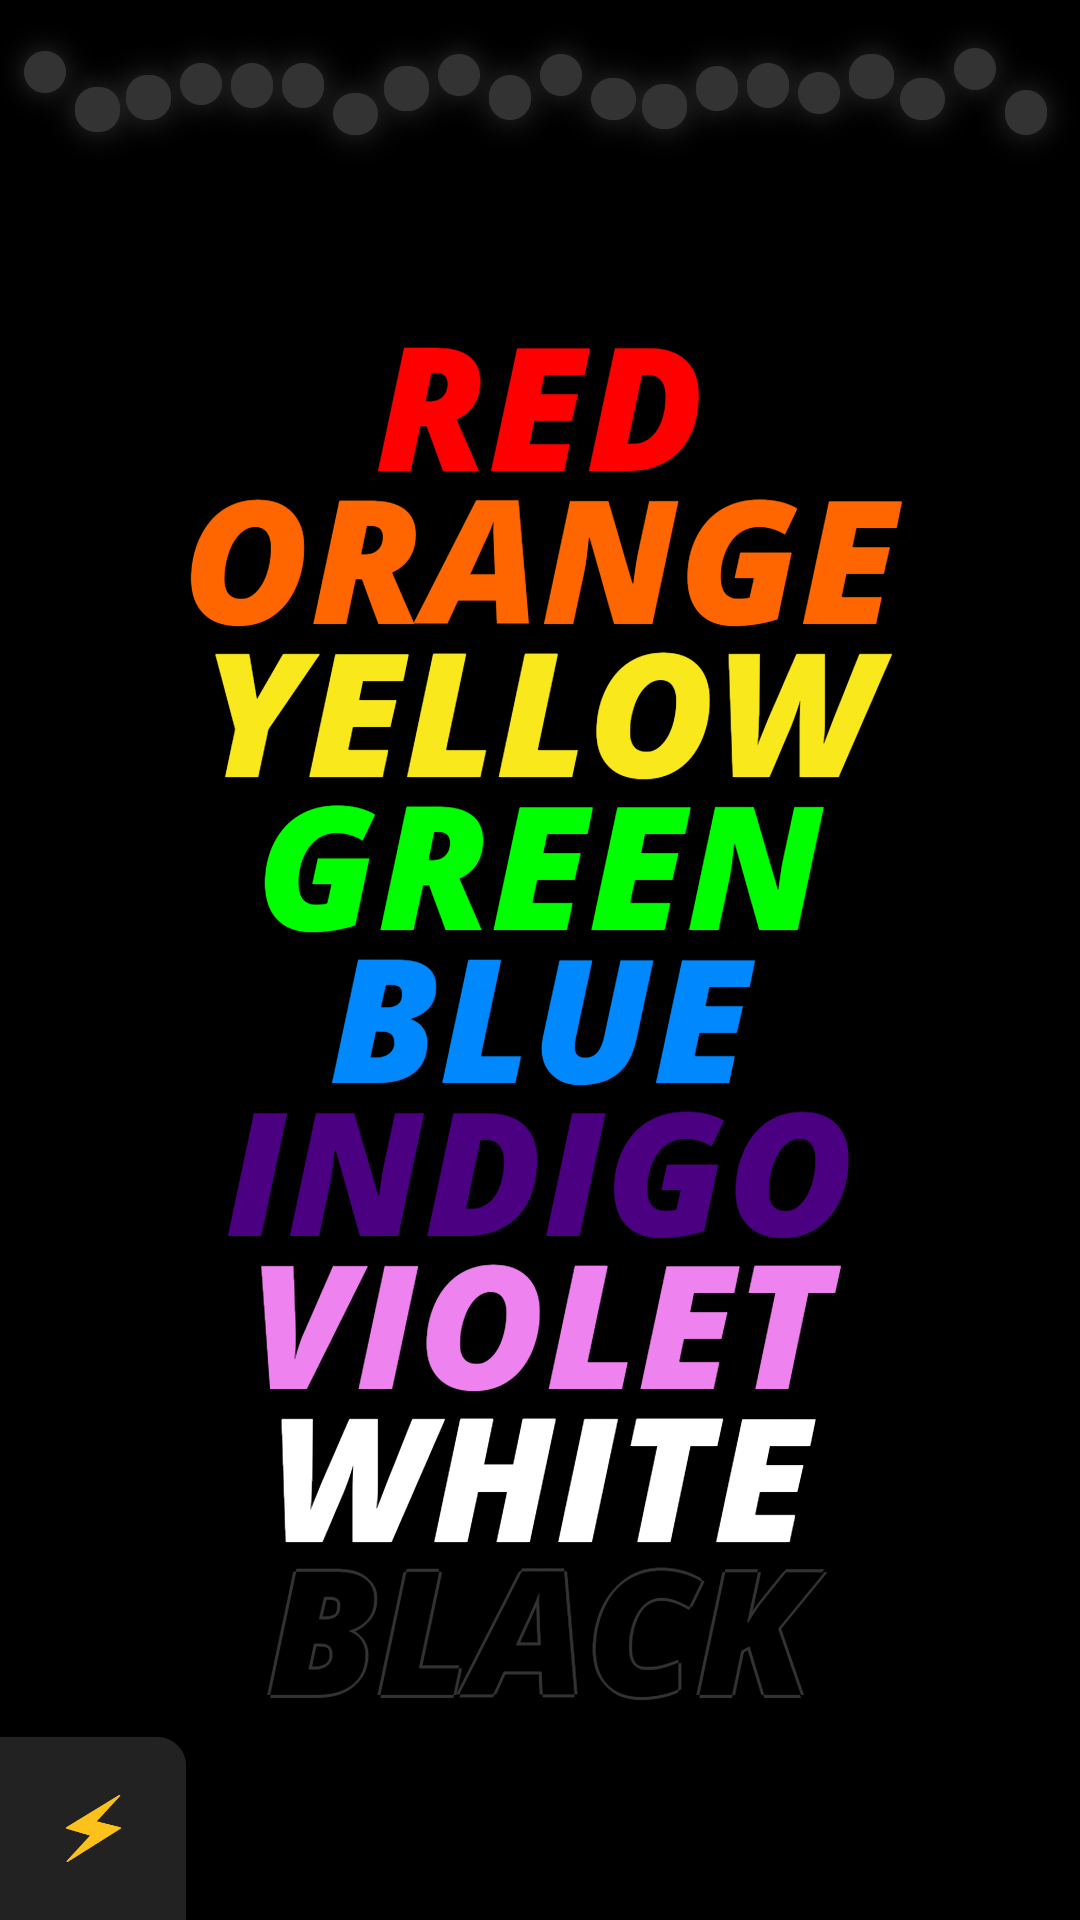 RED
ORANGE
YELLOW
GREEN
BLUE
INDIGO
VIOLET
WHITE
BLACK